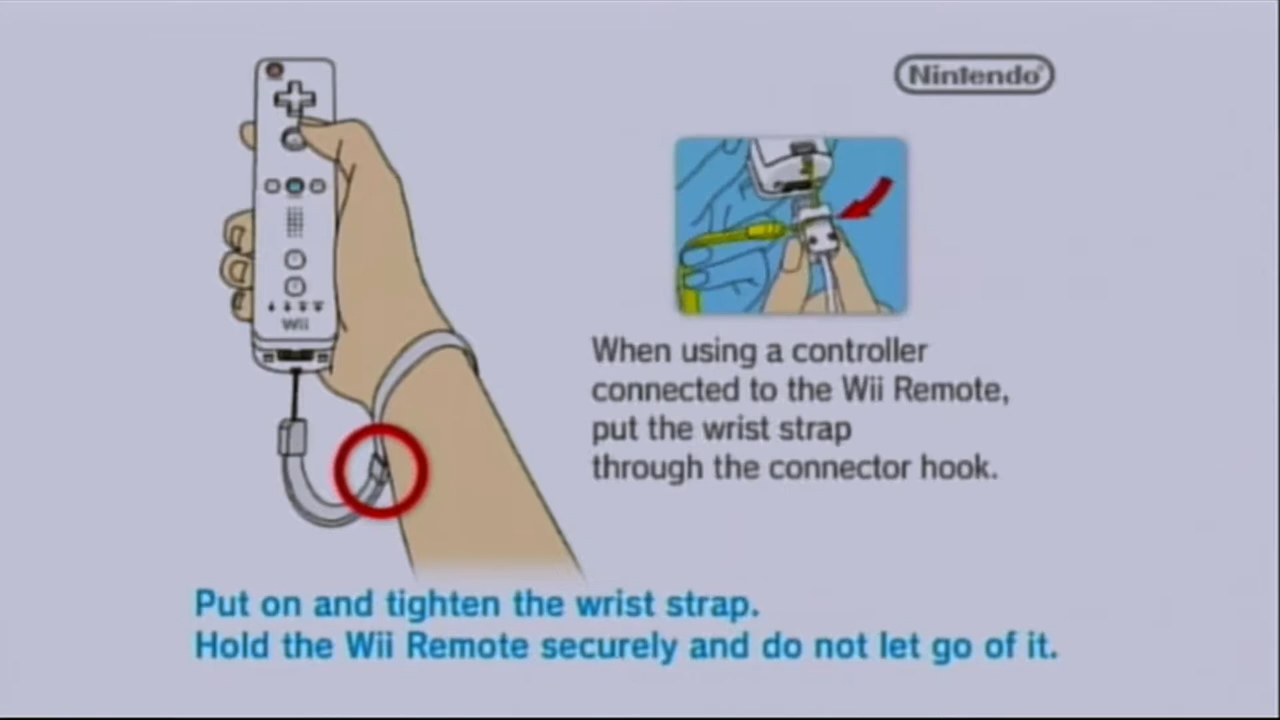 Nintendo
Wii
When using a controller
connected to the Wii Remote,
put the wrist strap
through the connector hook.
Put on and tighten the wrist strap.
Hold the Wii Remote securely and do not let go of it.